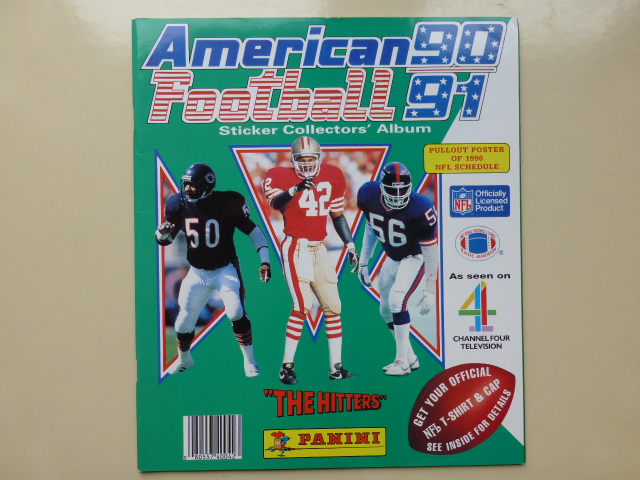 American 90
Football 91
Sticker Collectors' Album
PULLOUT POSTER
OF 1990
NFL SCHEDULE
NFL
Officially
Licensed
Product
50
42
56
As seen on
4
CHANNEL FOUR
TELEVISION
"THE HITTERS"
PANINI
GET YOUR OFFICIAL
NFL T-SHIRT & CAP
SEE INSIDE FOR DETAILS